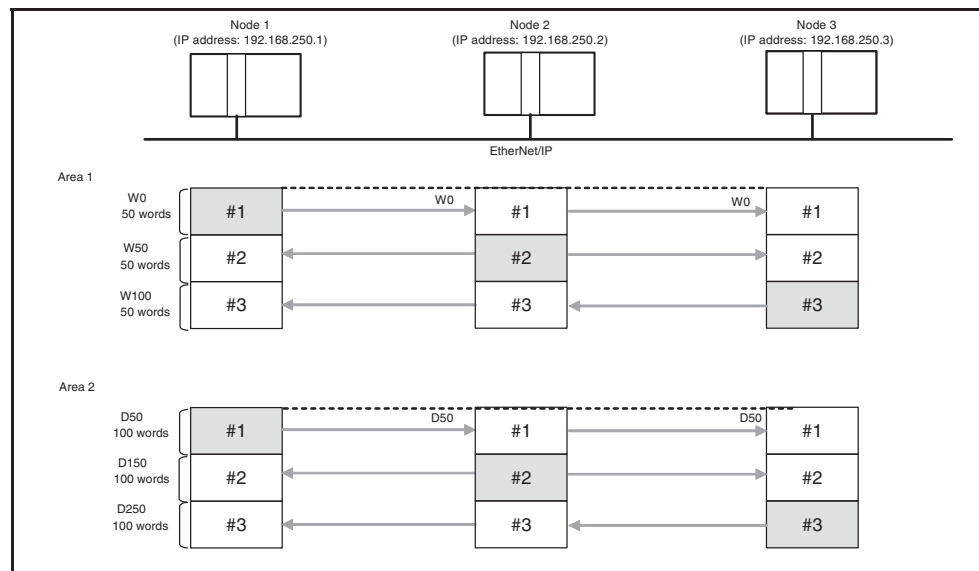 Node 1
(IP address: 192.168.250.1)
Node 2
(IP address: 192.168.250.2)
Node 3
(IP address: 192.168.250.3)
EtherNet/IP
Area 1
W0
50 words
#1
W0
#1
W0
#1
W50
50 words
#2
#2
#2
W100
50 words
#3
#3
#3
Area 2
D50
100 words
#1
D50
#1
D50
#1
D150
100 words
#2
#2
#2
D250
100 words
#3
#3
#3